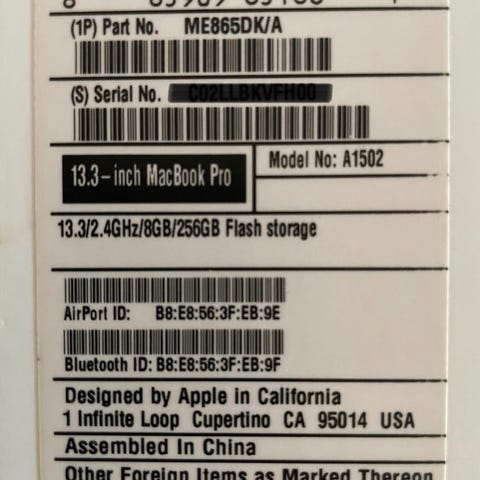 (1P) Part No. ME865DK/A
(S) Serial No.
13.3-inch MacBook Pro
Model No: A1502
13.3/2.4GHz/8GB/256GB Flash storage
AirPort ID: B8:E8:56:3F:EB:9E
Bluetooth ID: B8:E8:56:3F:EB:9F
Designed by Apple in California
1 Infinite Loop Cupertino CA 95014 USA
Assembled In China
Other Foreign Items as Marked Thereon